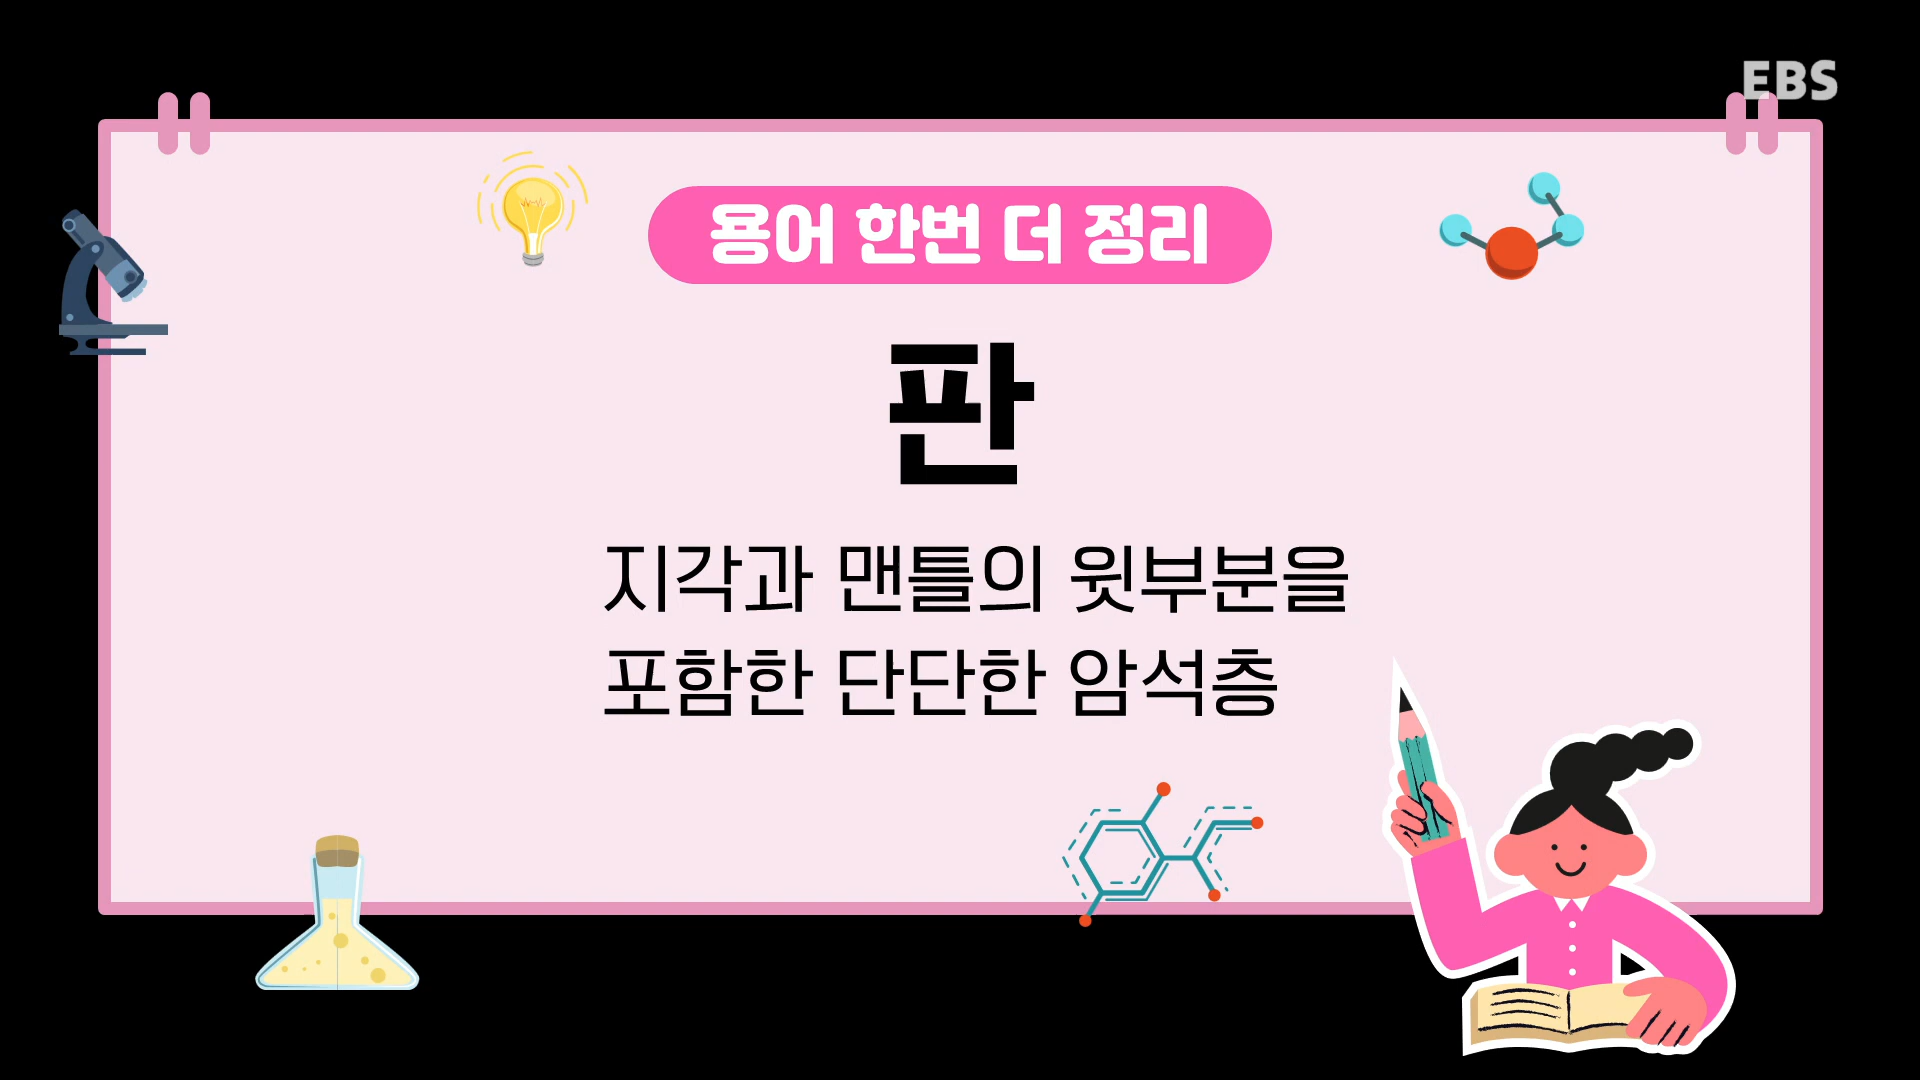 EBS
용어 한번 더 정리
판
지각과 맨틀의 윗부분을
포함한 단단한 암석층